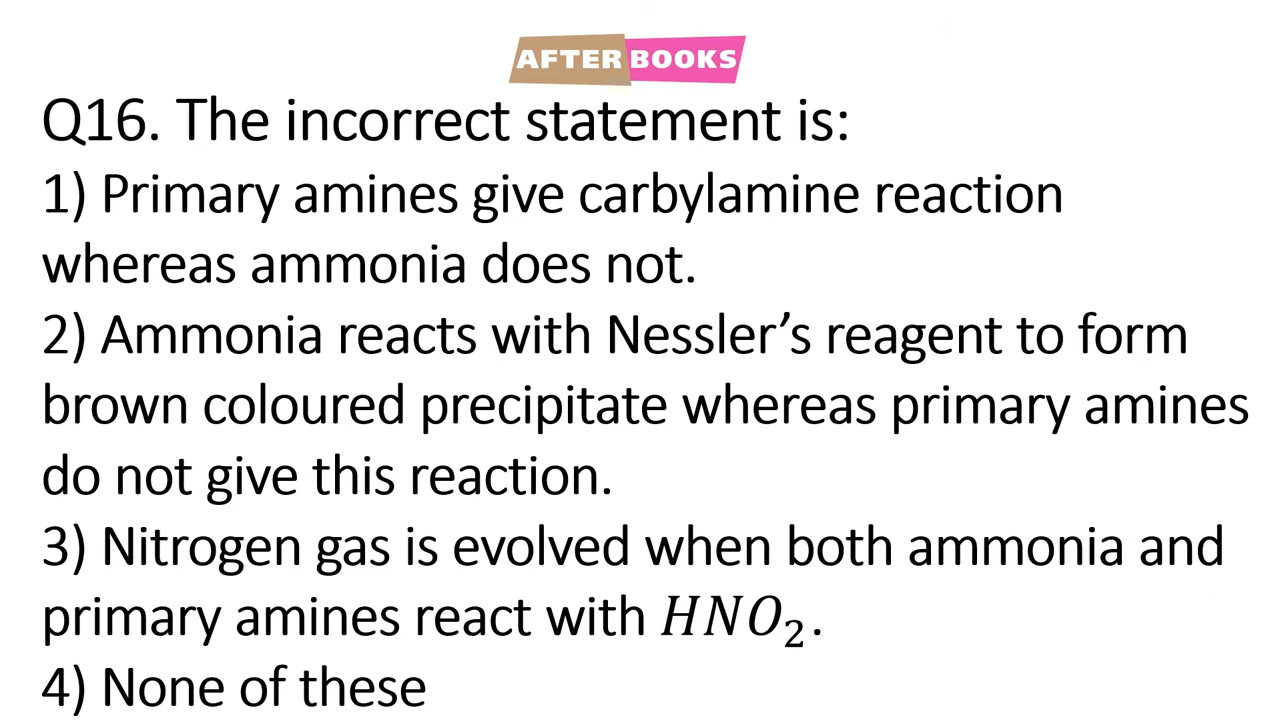 AFTER BOOKS
Q16. The incorrect statement is:
1) Primary amines give carbylamine reaction
whereas ammonia does not.
2) Ammonia reacts with Nessler’s reagent to form
brown coloured precipitate whereas primary amines
do not give this reaction.
3) Nitrogen gas is evolved when both ammonia and
primary amines react with HNO₂.
4) None of these